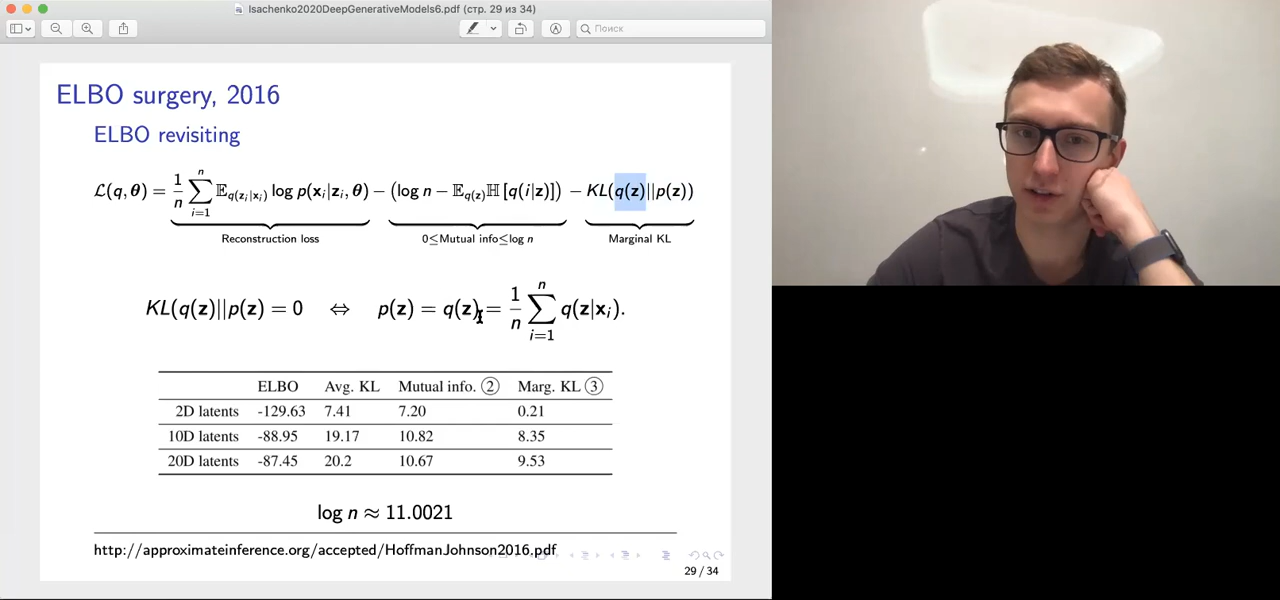 Isachenko2020DeepGenerativeModels6.pdf (стр. 29 из 34)
Поиск
ELBO surgery, 2016
ELBO revisiting
ℒ(q, θ) = 1/n ∑_{i=1}^{n} 𝔼_{q(z_i|x_i)} log p(x_i|z_i, θ) − (log n − 𝔼_{q(z)}ℍ[q(i|z)]) − KL(q(z)||p(z))
Reconstruction loss 0≤Mutual info≤log n Marginal KL
KL(q(z)||p(z) = 0 ⇔ p(z) = q(z) = 1/n ∑_{i=1}^{n} q(z|x_i).
ELBO Avg. KL Mutual info. ② Marg. KL ③
2D latents -129.63 7.41 7.20 0.21
10D latents -88.95 19.17 10.82 8.35
20D latents -87.45 20.2 10.67 9.53
log n ≈ 11.0021
http://approximateinference.org/accepted/HoffmanJohnson2016.pdf
29 / 34